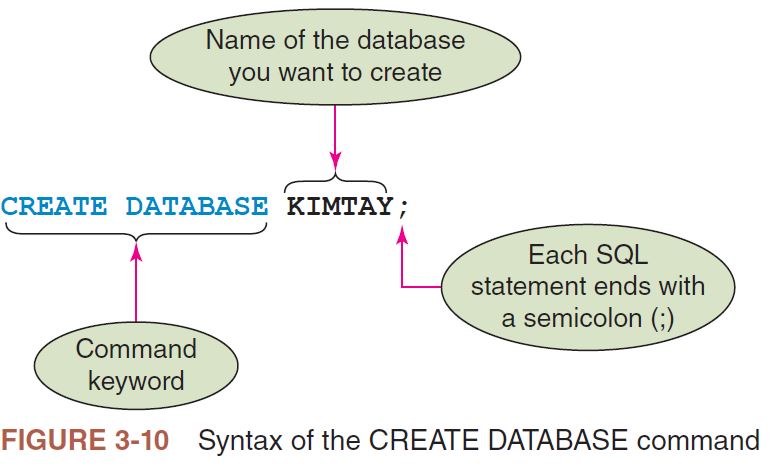 Name of the database
you want to create
CREATE DATABASE KIMTAY;
Each SQL
statement ends with
a semicolon (;)
Command
keyword
FIGURE 3-10 Syntax of the CREATE DATABASE command